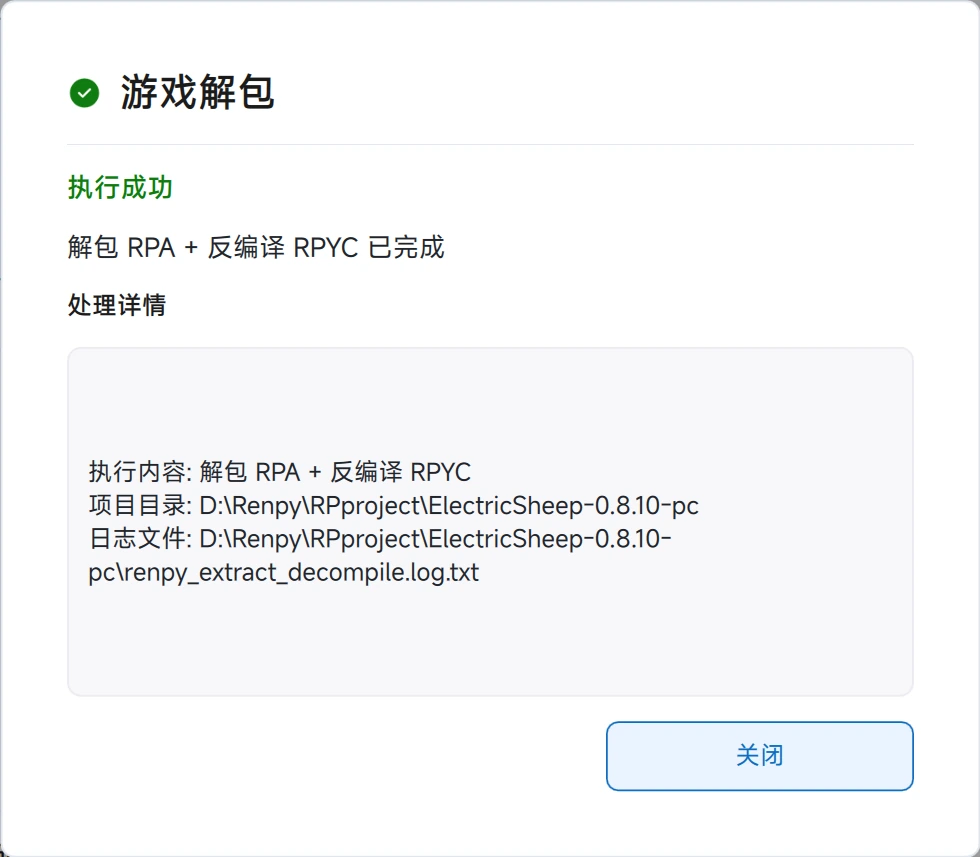 游戏解包
执行成功
解包 RPA + 反编译 RPYC 已完成
处理详情
执行内容: 解包 RPA + 反编译 RPYC
项目目录: D:\Renpy\RPproject\ElectricSheep-0.8.10-pc
日志文件: D:\Renpy\RPproject\ElectricSheep-0.8.10-
pc\renpy_extract_decompile.log.txt
关闭